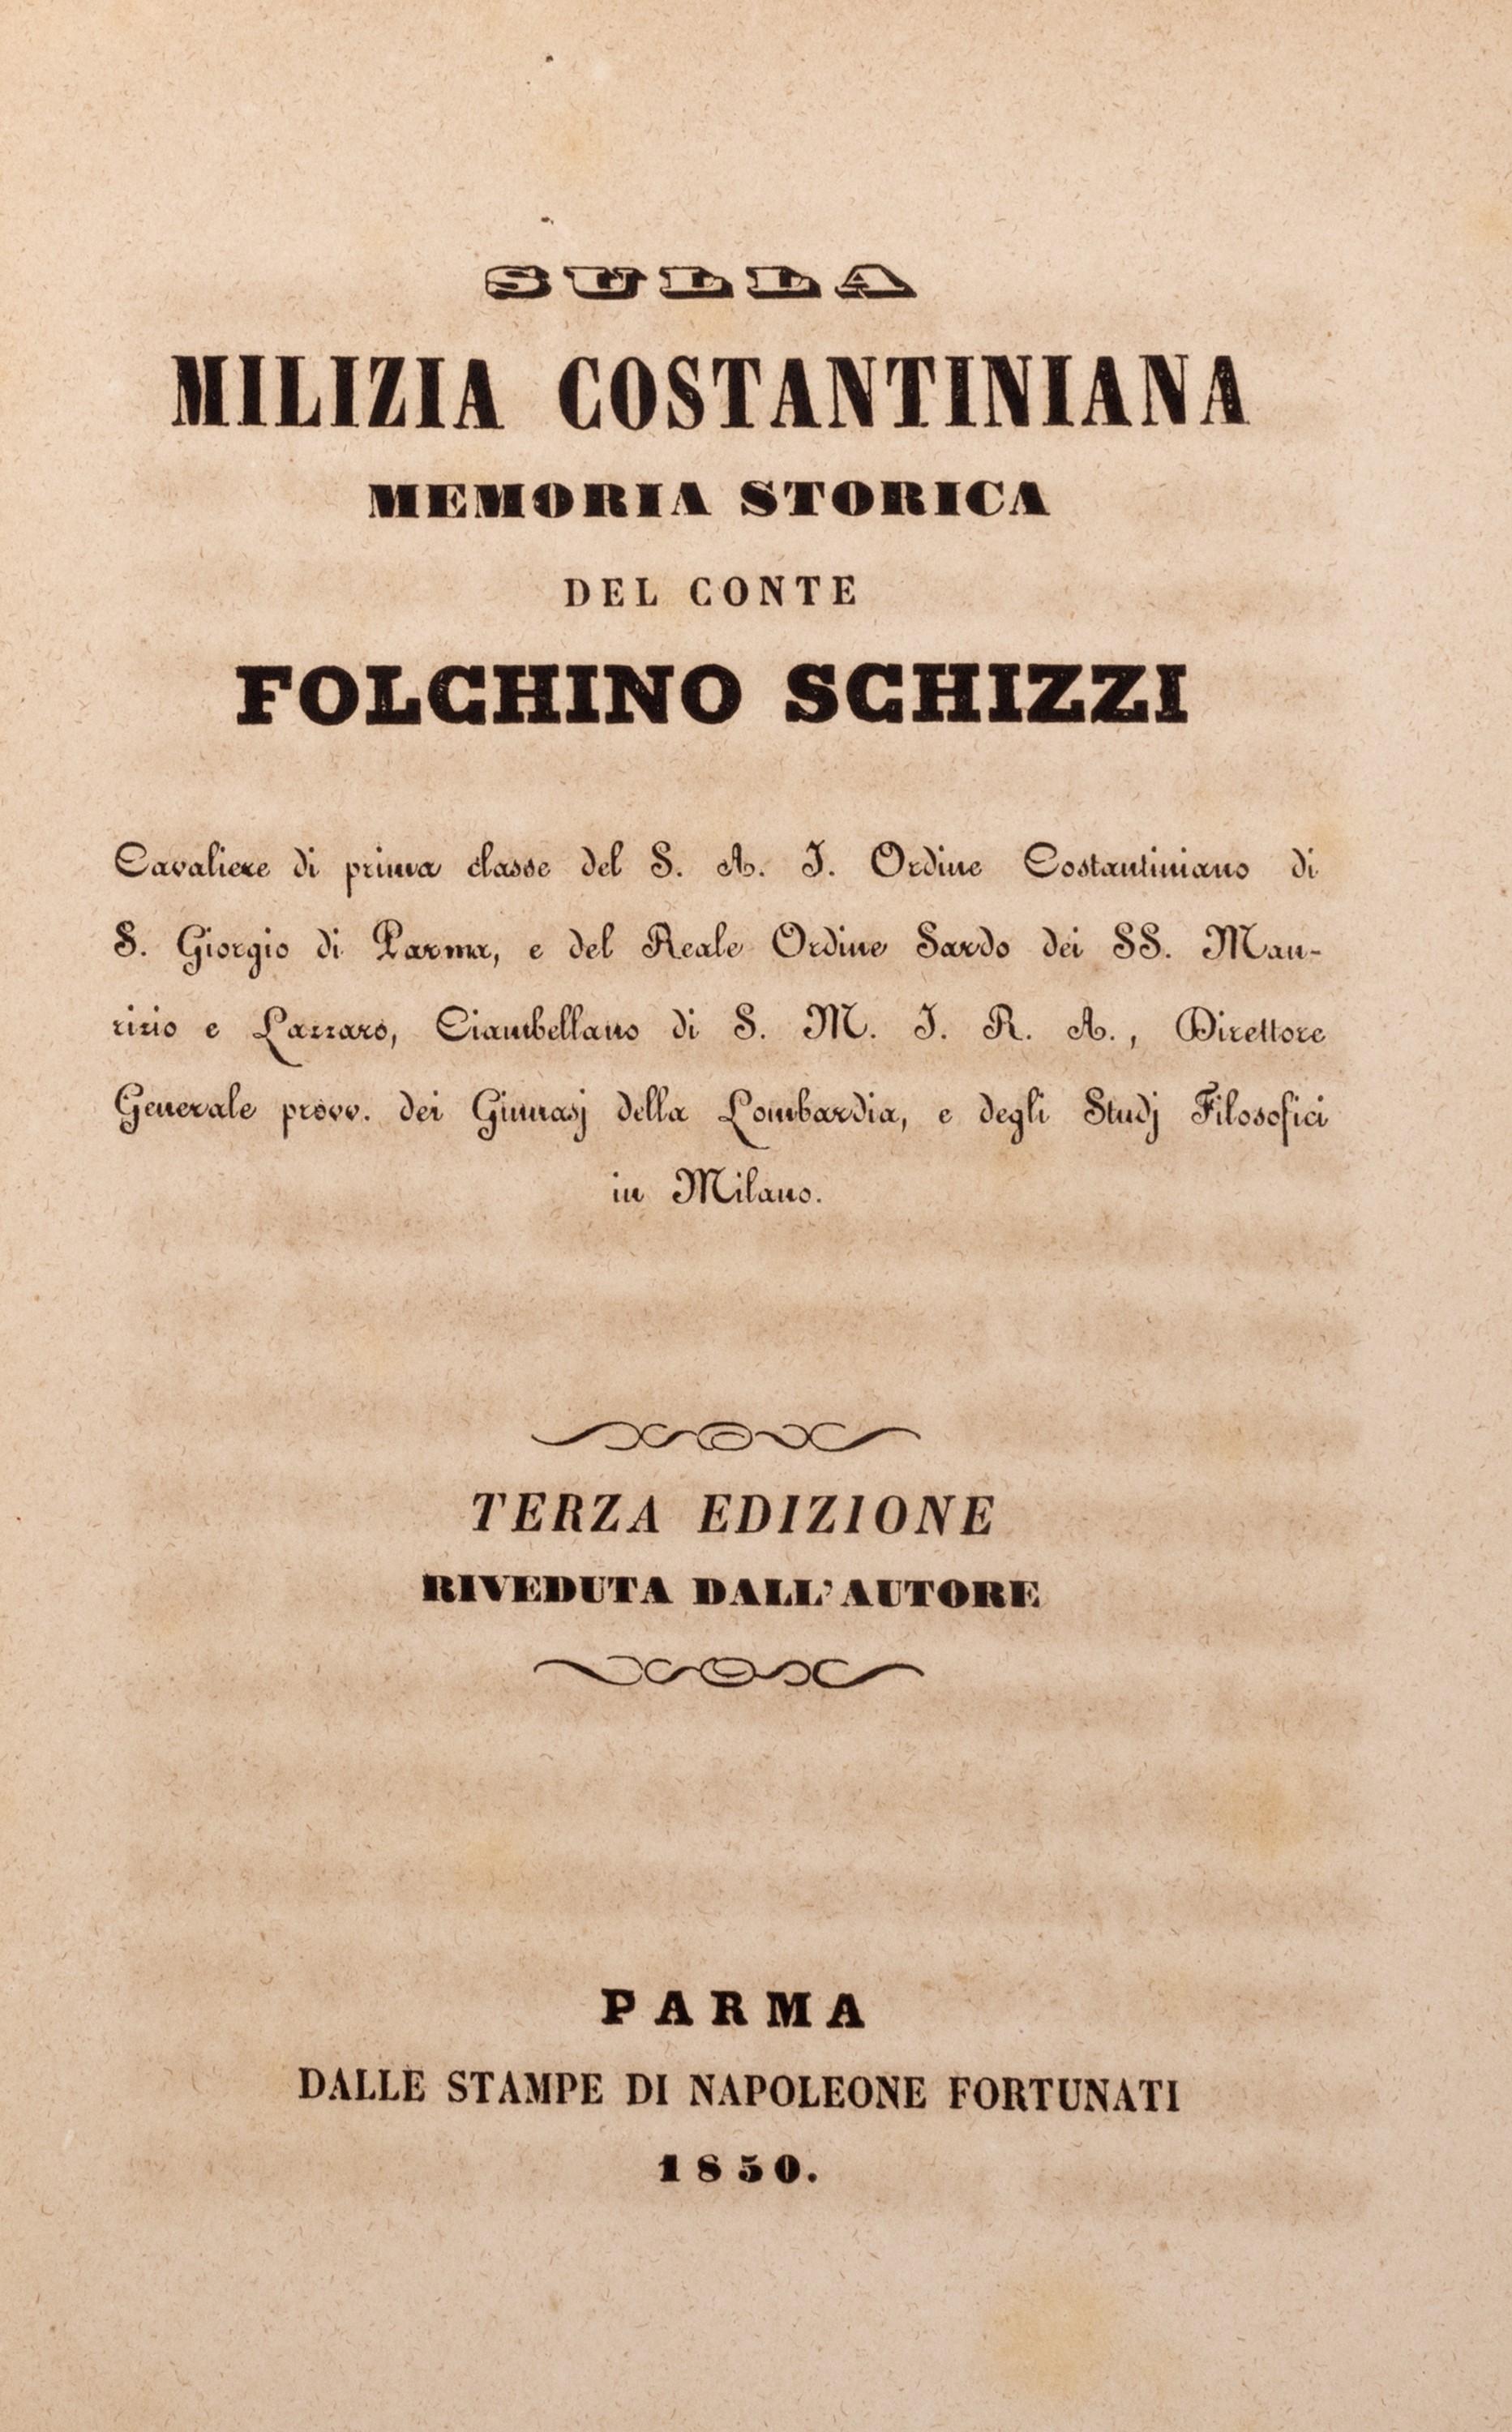 SULLA
MILIZIA COSTANTINIANA
MEMORIA STORICA
DEL CONTE
FOLCHINO SCHIZZI
Cavaliere di prima classe del S. A. I. Ordine Costantiniano di
S. Giorgio di Parma, e del Reale Ordine Sardo dei SS. Mau-
rizio e Lazzaro, Ciambellano di S. M. I. R. A., Direttore
Generale provv. dei Ginnasj della Lombardia, e degli Studj Filosofici
in Milano.
TERZA EDIZIONE
RIVEDUTA DALL'AUTORE
PARMA
DALLE STAMPE DI NAPOLEONE FORTUNATI
1850.